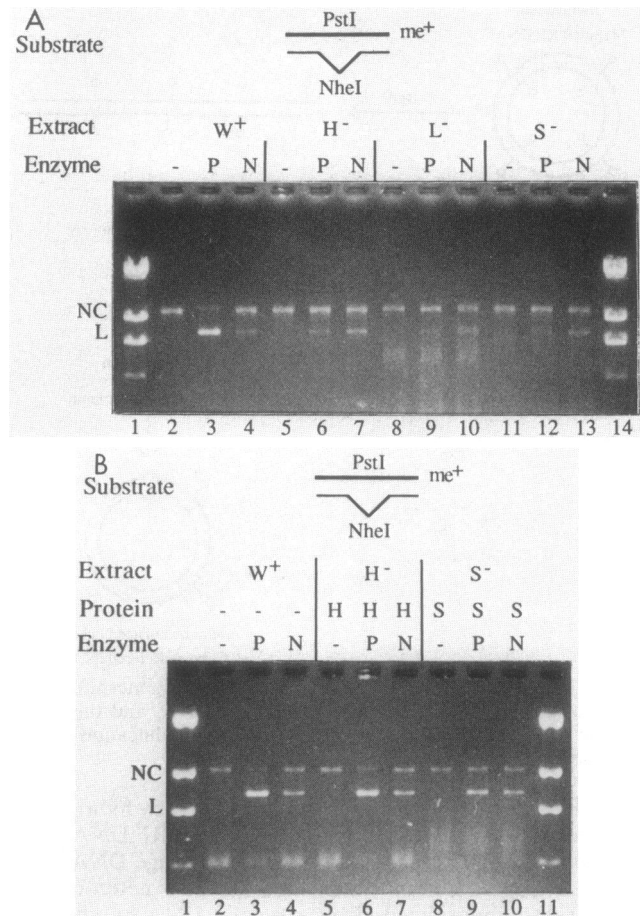 A
Substrate
PstI
me+
NheI
Extract W+ H- L- S-
Enzyme - P N - P N - P N - P N
NC
L
1 2 3 4 5 6 7 8 9 10 11 12 13 14
B
Substrate
PstI
me+
NheI
Extract W+ H- S-
Protein - - - H H H S S S
Enzyme - P N - P N - P N
NC
L
1 2 3 4 5 6 7 8 9 10 11